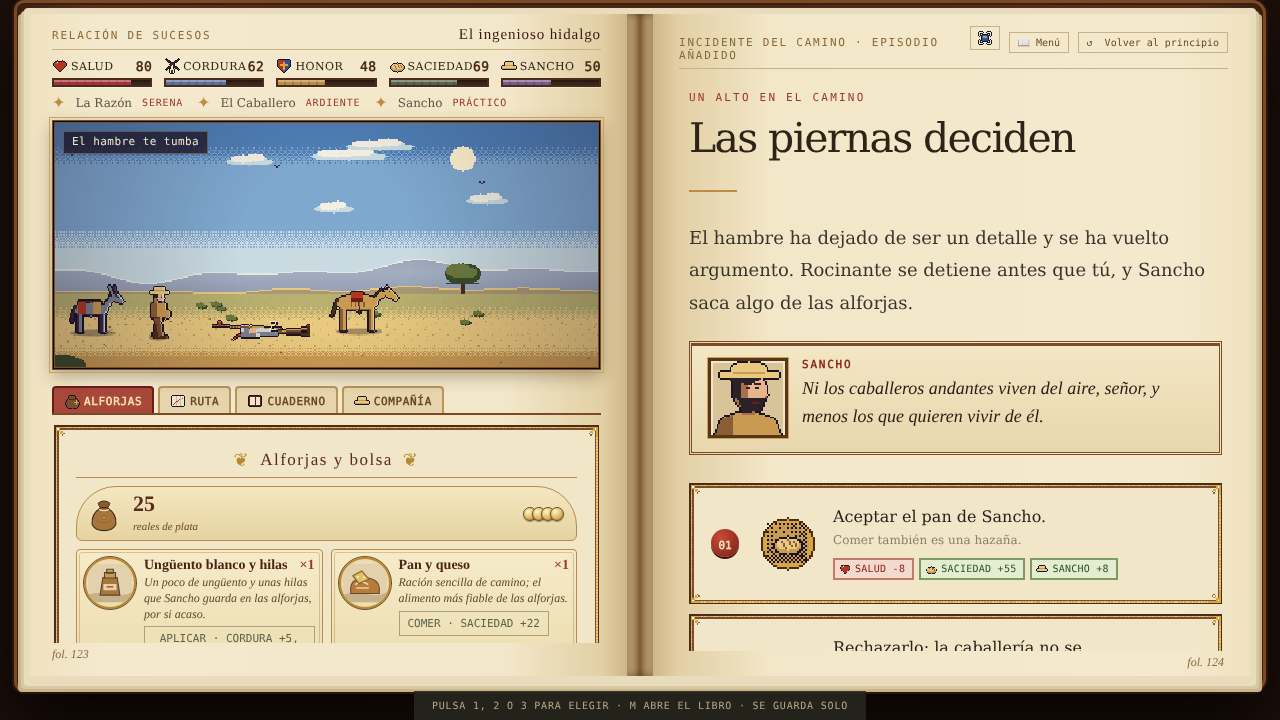 RELACIÓN DE SUCESOS
El ingenioso hidalgo
SALUD 80
CORDURA 62
HONOR 48
SACIEDAD 69
SANCHO 50
La Razón SERENA
El Caballero ARDIENTE
Sancho PRÁCTICO
El hambre te tumba
ALFORJAS
RUTA
CUADERNO
COMPAÑÍA
Alforjas y bolsa
25
reales de plata
Ungüento blanco y hilas ×1
Un poco de ungüento y unas hilas
que Sancho guarda en las alforjas,
por si acaso.
APLICAR · CORDURA +5,
Pan y queso ×1
Ración sencilla de camino; el
alimento más fiable de las alforjas.
COMER · SACIEDAD +22
fol. 123
INCIDENTE DEL CAMINO · EPISODIO
AÑADIDO
Menú
↺ Volver al principio
UN ALTO EN EL CAMINO
Las piernas deciden
El hambre ha dejado de ser un detalle y se ha vuelto
argumento. Rocinante se detiene antes que tú, y Sancho
saca algo de las alforjas.
SANCHO
Ni los caballeros andantes viven del aire, señor, y
menos los que quieren vivir de él.
01
Aceptar el pan de Sancho.
Comer también es una hazaña.
SALUD -8
SACIEDAD +55
SANCHO +8
Rechazarlo: la caballería no se
fol. 124
PULSA 1, 2 O 3 PARA ELEGIR · M ABRE EL LIBRO · SE GUARDA SOLO